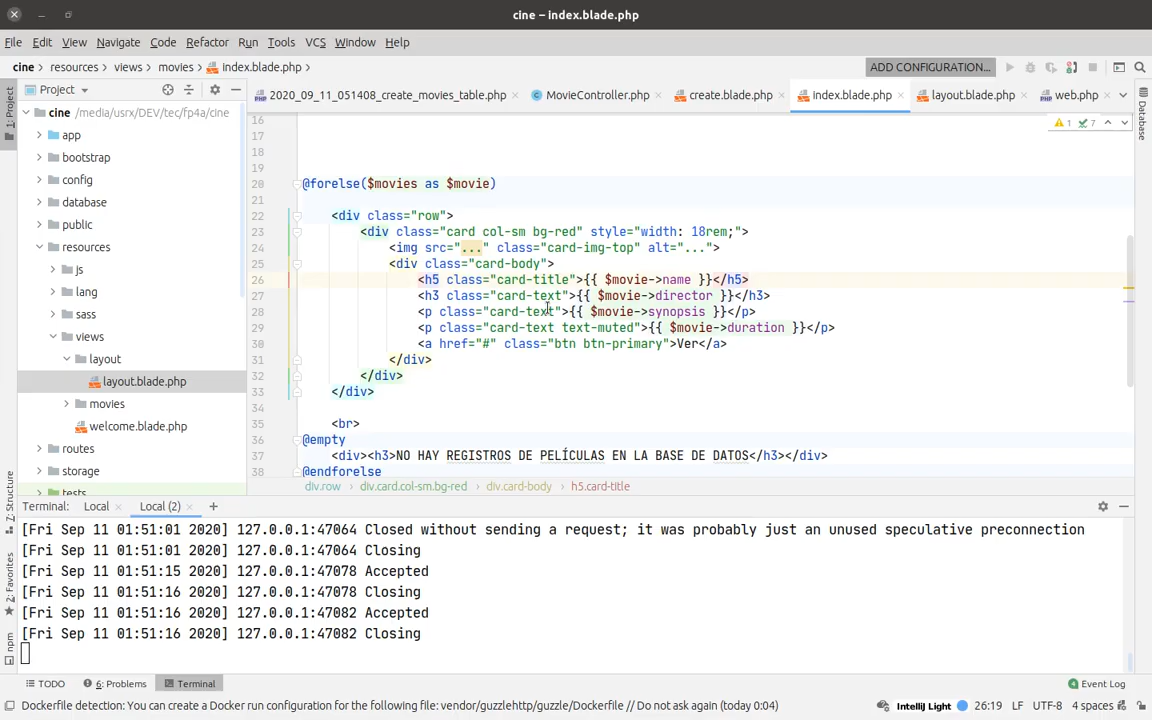 cine – index.blade.php
File Edit View Navigate Code Refactor Run Tools VCS Window Help
cine resources views movies index.blade.php ADD CONFIGURATION...
1: Project
Project
2020_09_11_051408_create_movies_table.php MovieController.php create.blade.php index.blade.php layout.blade.php web.php
Database
cine /media/usrx/DEV/tec/fp4a/cine
app
bootstrap
config
database
public
resources
js
lang
sass
views
layout
layout.blade.php
movies
welcome.blade.php
routes
storage
tests
1 7
16
17
18
19
20 @forelse($movies as $movie)
21
22 <div class="row">
23 <div class="card col-sm bg-red" style="width: 18rem;">
24 <img src="..." class="card-img-top" alt="...">
25 <div class="card-body">
26 <h5 class="card-title">{{ $movie->name }}</h5>
27 <h3 class="card-text">{{ $movie->director }}</h3>
28 <p class="card-text">{{ $movie->synopsis }}</p>
29 <p class="card-text text-muted">{{ $movie->duration }}</p>
30 <a href="#" class="btn btn-primary">Ver</a>
31 </div>
32 </div>
33 </div>
34
35 <br>
36 @empty
37 <div><h3>NO HAY REGISTROS DE PELÍCULAS EN LA BASE DE DATOS</h3></div>
38 @endforelse
div.row div.card.col-sm.bg-red div.card-body h5.card-title
7: Structure
2: Favorites
npm
Terminal: Local Local (2)
[Fri Sep 11 01:51:01 2020] 127.0.0.1:47064 Closed without sending a request; it was probably just an unused speculative preconnection
[Fri Sep 11 01:51:01 2020] 127.0.0.1:47064 Closing
[Fri Sep 11 01:51:15 2020] 127.0.0.1:47078 Accepted
[Fri Sep 11 01:51:16 2020] 127.0.0.1:47078 Closing
[Fri Sep 11 01:51:16 2020] 127.0.0.1:47082 Accepted
[Fri Sep 11 01:51:16 2020] 127.0.0.1:47082 Closing
TODO 6: Problems Terminal 4 Event Log
Dockerfile detection: You can create a Docker run configuration for the following file: vendor/guzzlehttp/guzzle/Dockerfile // Do not ask again (today 0:04) IntelliJ Light 26:19 LF UTF-8 4 spaces